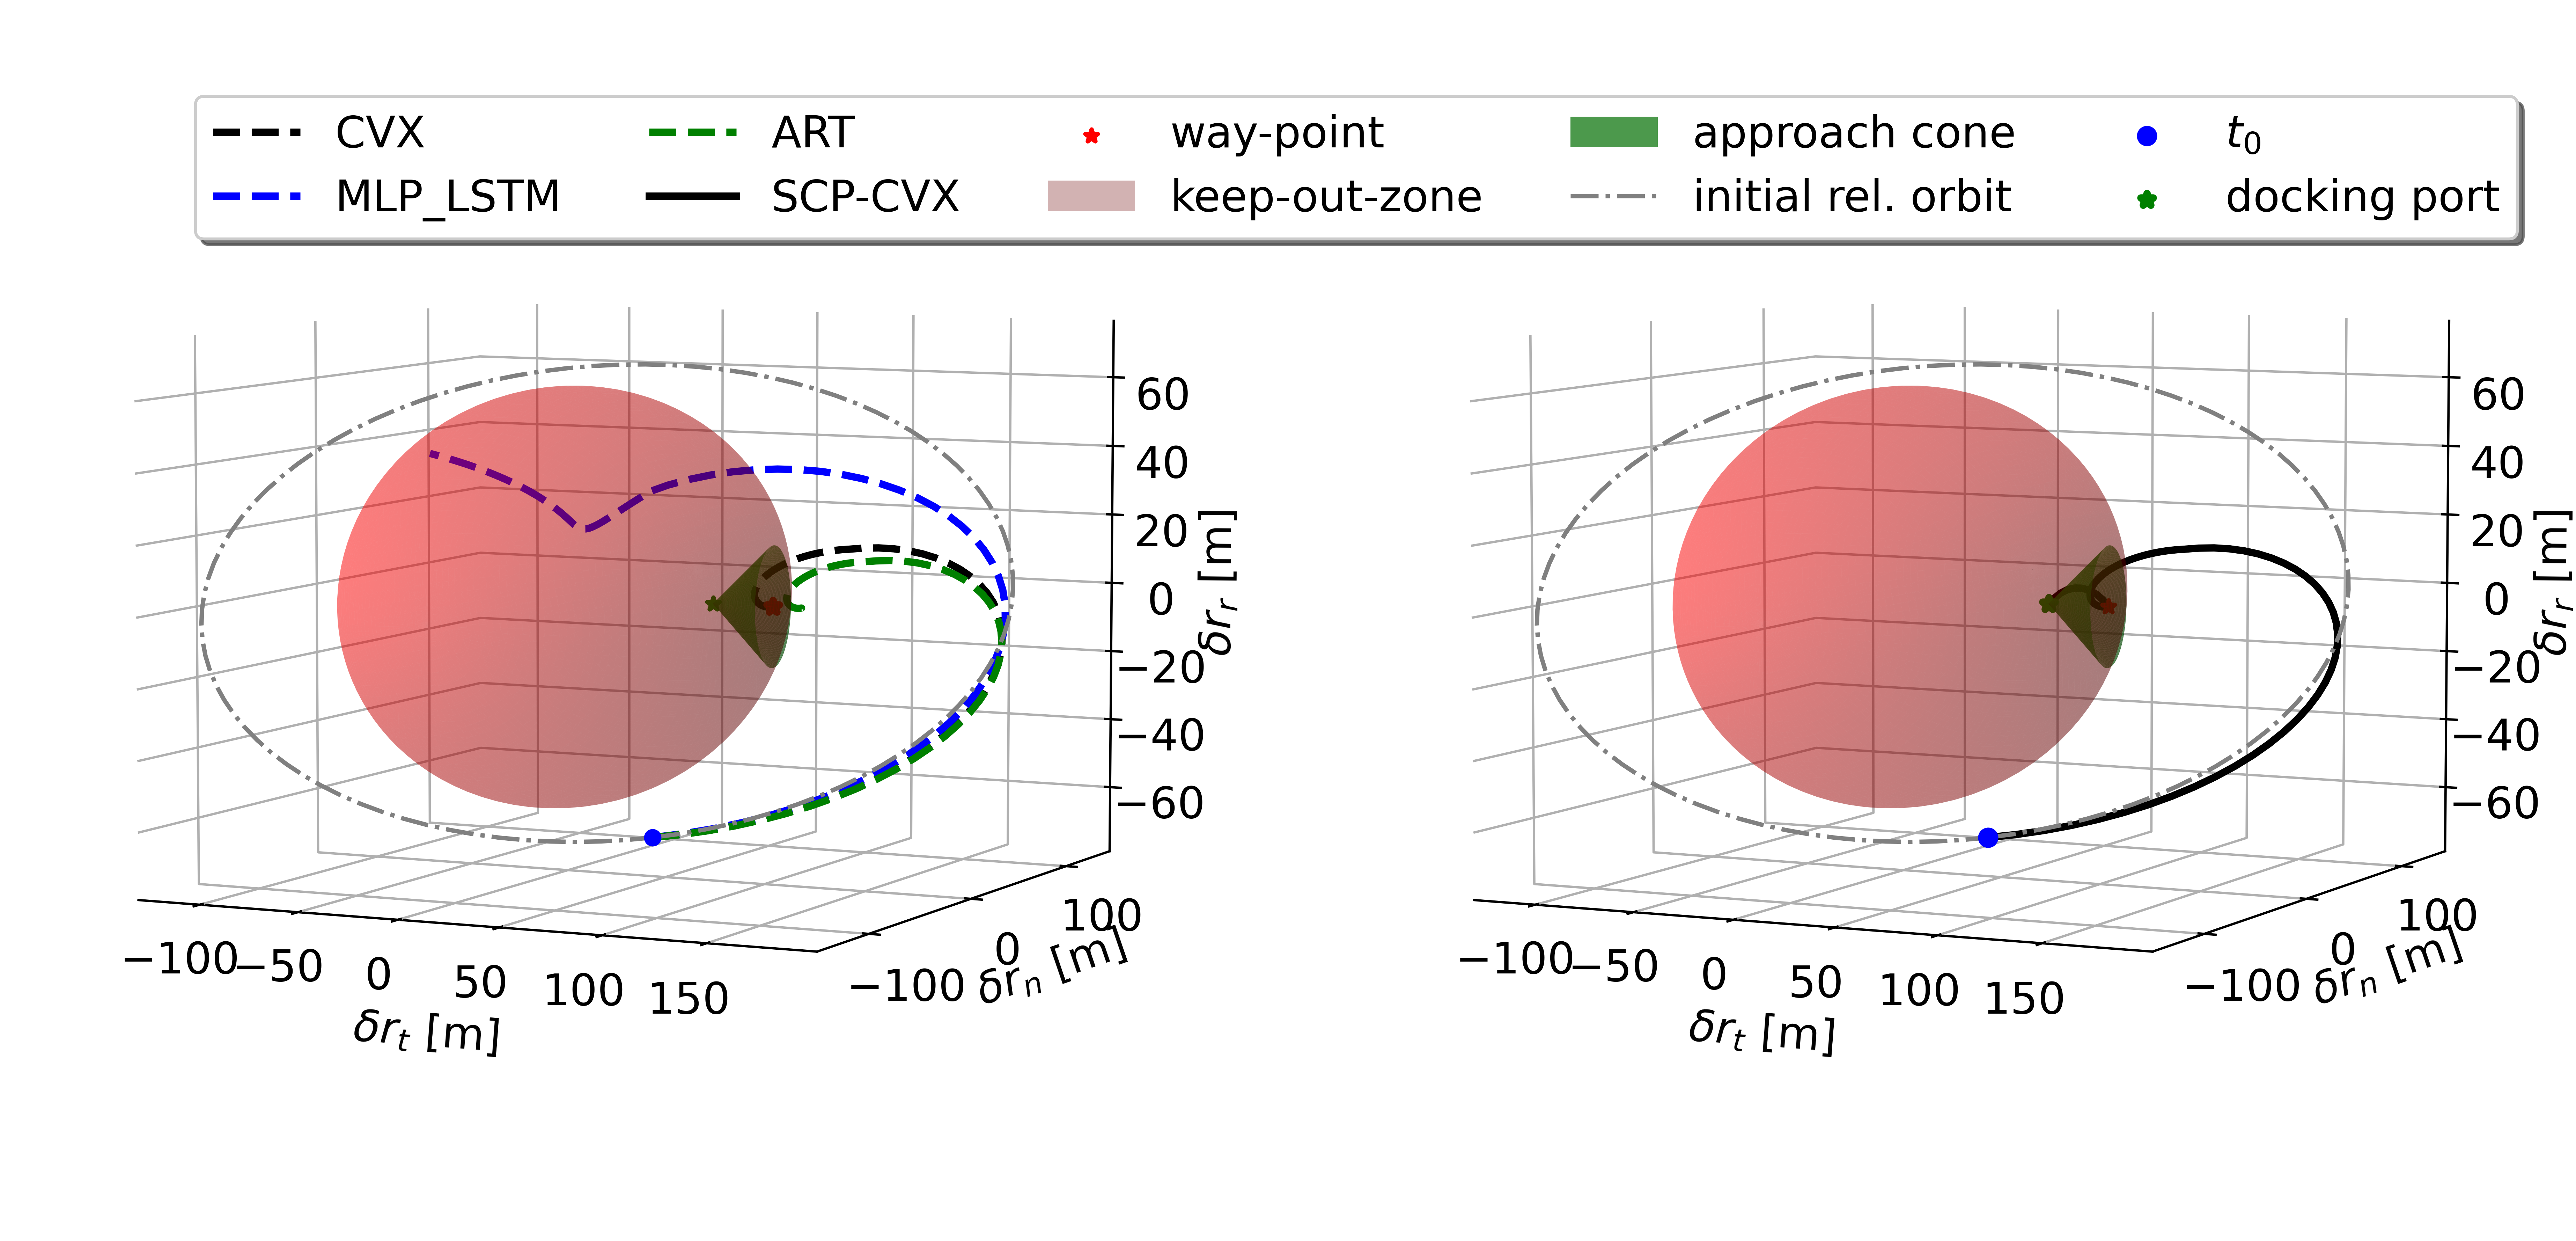 CVX ART way-point approach cone t₀
MLP_LSTM SCP-CVX keep-out-zone initial rel. orbit docking port
60
40
20
0
−20
−40
−60
δrᵣ [m]
−100 −50 0 50 100 150
δrₜ [m]
−100 0 100
δrₙ [m]
60
40
20
0
−20
−40
−60
δrᵣ [m]
−100 −50 0 50 100 150
δrₜ [m]
−100 0 100
δrₙ [m]